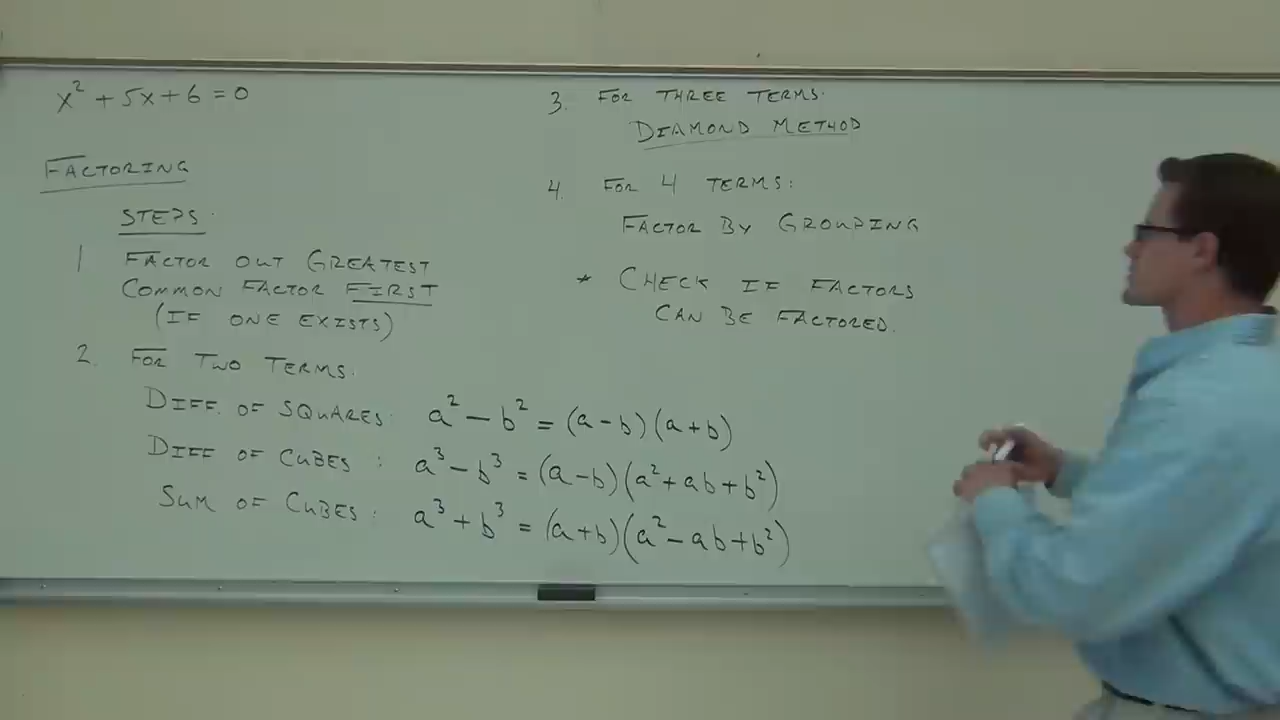 x² + 5x + 6 = 0
FACTORING
STEPS:
1 FACTOR OUT GREATEST
COMMON FACTOR FIRST
(IF ONE EXISTS)
2. FOR TWO TERMS:
DIFF. OF SQUARES: a² - b² = (a-b)(a+b)
DIFF OF CUBES: a³ - b³ = (a-b)(a²+ab+b²)
SUM OF CUBES: a³ + b³ = (a+b)(a²-ab+b²)
3. FOR THREE TERMS:
DIAMOND METHOD
4. FOR 4 TERMS:
FACTOR BY GROUPING
* CHECK IF FACTORS
CAN BE FACTORED.